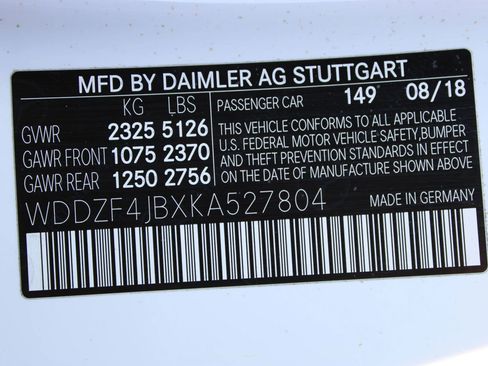 MFD BY DAIMLER AG STUTTGART
KG LBS PASSENGER CAR 149 08/18
GVWR 2325 5126
GAWR FRONT 1075 2370
GAWR REAR 1250 2756
THIS VEHICLE CONFORMS TO ALL APPLICABLE
U.S. FEDERAL MOTOR VEHICLE SAFETY, BUMPER
AND THEFT PREVENTION STANDARDS IN EFFECT
ON THE DATE OF MANUFACTURE SHOWN ABOVE.
WDDZF4JBXKA527804 MADE IN GERMANY